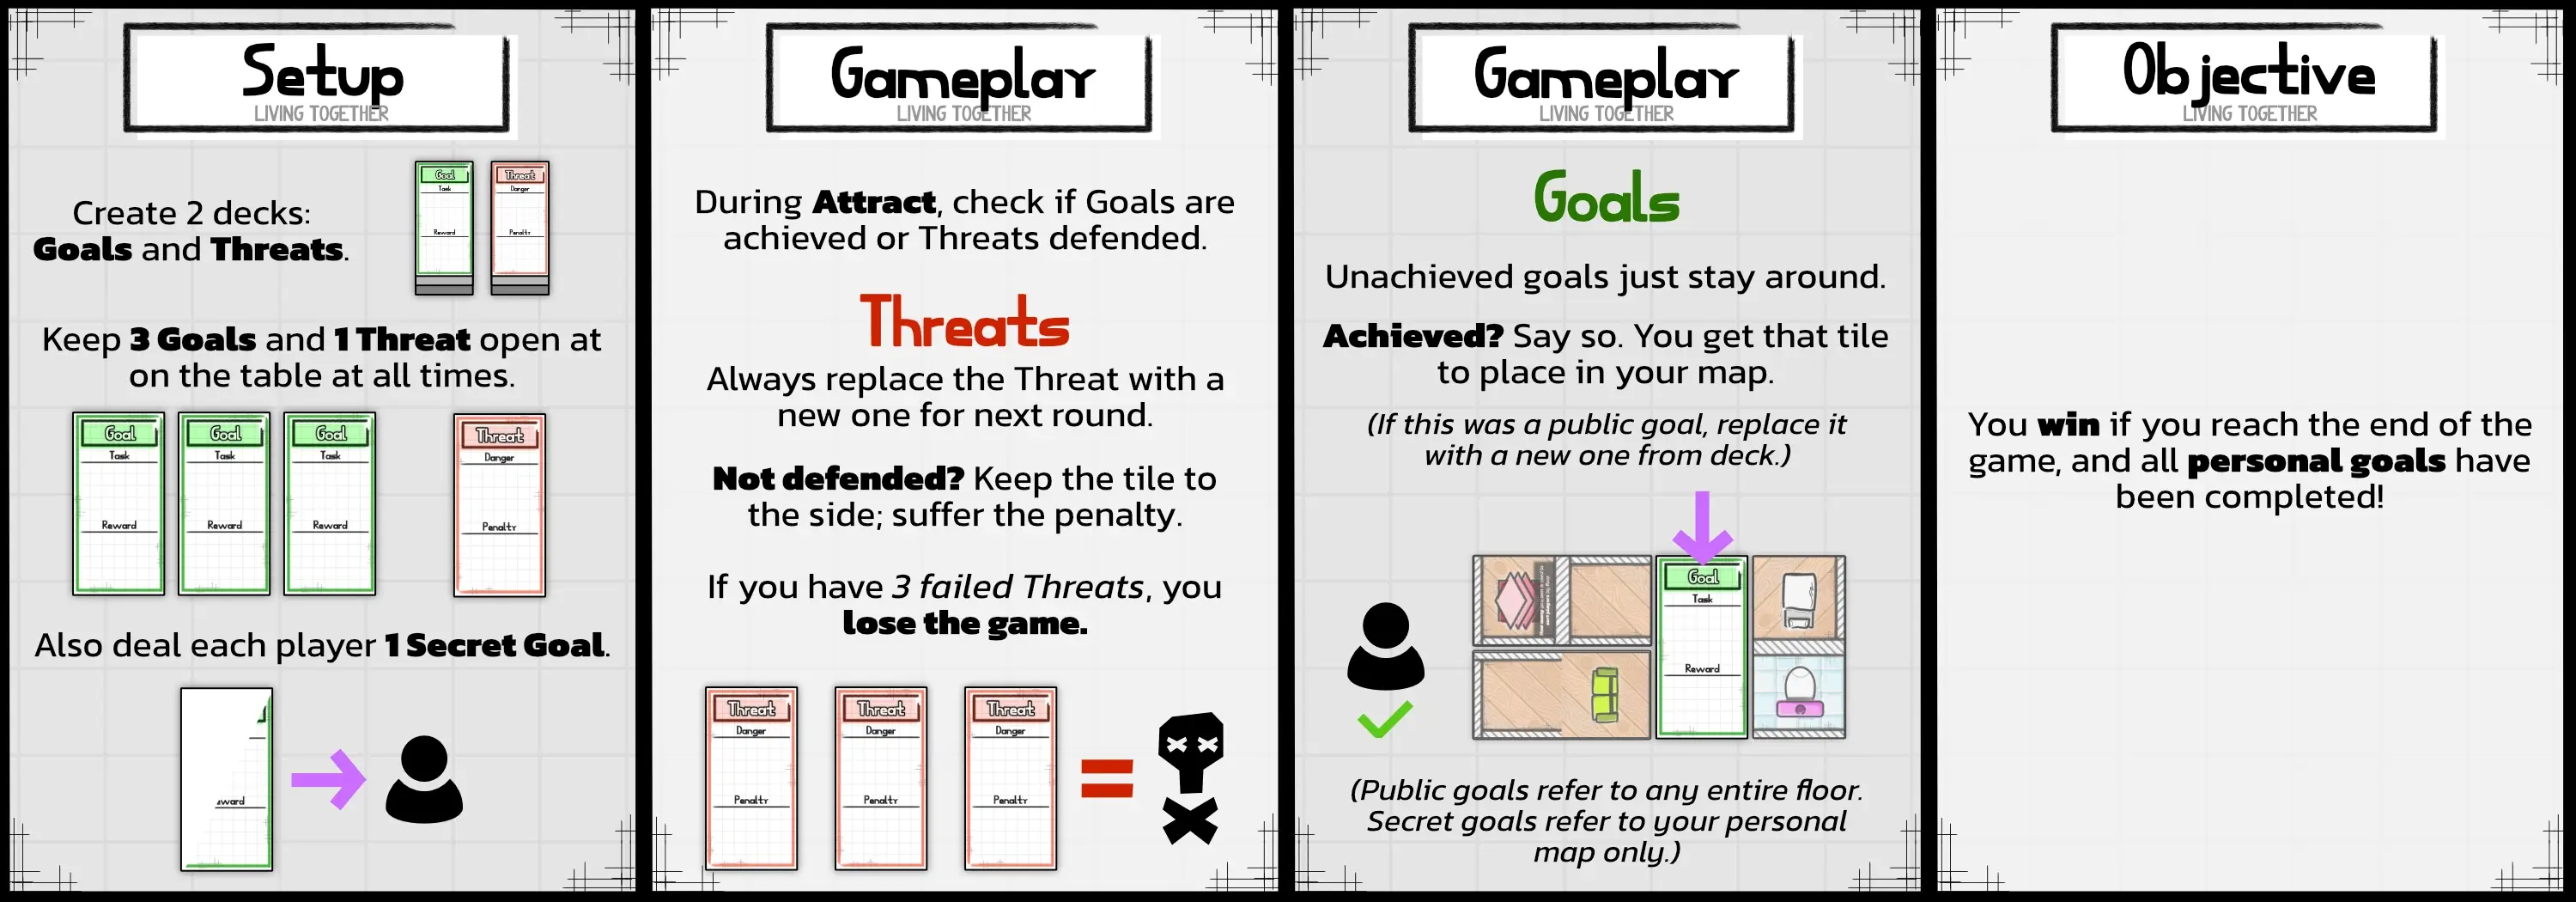 Setup
LIVING TOGETHER
Create 2 decks:
Goals and Threats.
Goal
Task
Reward
Threat
Danger
Penalty
Keep 3 Goals and 1 Threat open at
on the table at all times.
Goal
Task
Reward
Goal
Task
Reward
Goal
Task
Reward
Threat
Danger
Penalty
Also deal each player 1 Secret Goal.
eward
Gameplay
LIVING TOGETHER
During Attract, check if Goals are
achieved or Threats defended.
Threats
Always replace the Threat with a
new one for next round.
Not defended? Keep the tile to
the side; suffer the penalty.
If you have 3 failed Threats, you
lose the game.
Threat
Danger
Penalty
Threat
Danger
Penalty
Threat
Danger
Penalty
=
Gameplay
LIVING TOGETHER
Goals
Unachieved goals just stay around.
Achieved? Say so. You get that tile
to place in your map.
(If this was a public goal, replace it
with a new one from deck.)
Goal
Task
Reward
(Public goals refer to any entire floor.
Secret goals refer to your personal
map only.)
Objective
LIVING TOGETHER
You win if you reach the end of the
game, and all personal goals have
been completed!